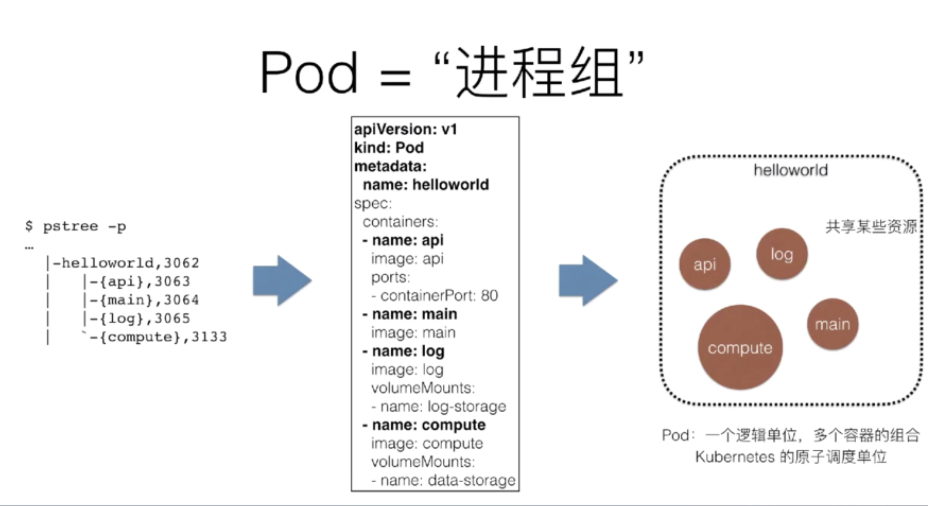 Pod = “进程组”
$ pstree -p
…
|-helloworld,3062
| |-{api},3063
| |-{main},3064
| |-{log},3065
| `-{compute},3133
apiVersion: v1
kind: Pod
metadata:
name: helloworld
spec:
containers:
- name: api
image: api
ports:
- containerPort: 80
- name: main
image: main
- name: log
image: log
volumeMounts:
- name: log-storage
- name: compute
image: compute
volumeMounts:
- name: data-storage
helloworld
共享某些资源
api
log
main
compute
Pod：一个逻辑单位，多个容器的组合
Kubernetes 的原子调度单位